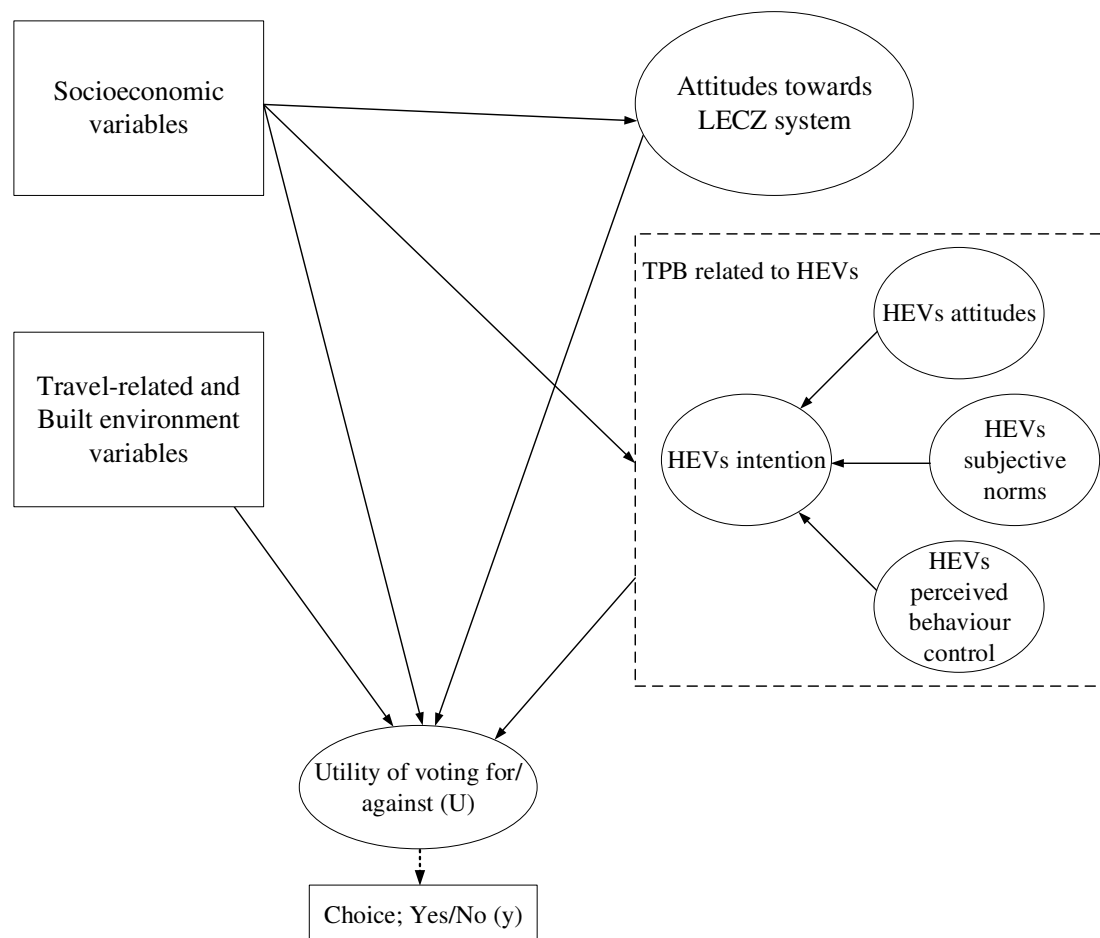 Socioeconomic
variables
Attitudes towards
LECZ system
TPB related to HEVs
HEVs attitudes
Travel-related and
Built environment
variables
HEVs intention
HEVs
subjective
norms
HEVs
perceived
behaviour
control
Utility of voting for/
against (U)
Choice; Yes/No (y)